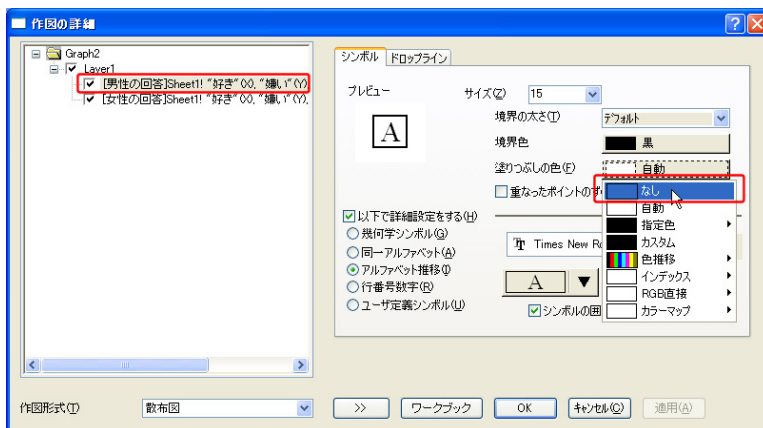 作図の詳細
Graph2
Layer1
[男性の回答]Sheet1! "好き"(X), "嫌い"(Y)
[女性の回答]Sheet1! "好き"(X), "嫌い"(Y),
シンボル ドロップライン
プレビュー
サイズ(Z) 15
A
境界の太さ(T) デフォルト
境界色 黒
塗りつぶしの色(F) 自動
重なったポイントのず
なし
自動
指定色
カスタム
色推移
インデックス
RGB直接
カラーマップ
以下で詳細設定をする(H)
幾何学シンボル(G)
同一アルファベット(A)
アルファベット推移(I)
行番号数字(R)
ユーザ定義シンボル(U)
Times New Ro
A
シンボルの囲
作図形式(T) 散布図
>> ワークブック OK キャンセル(C) 適用(A)